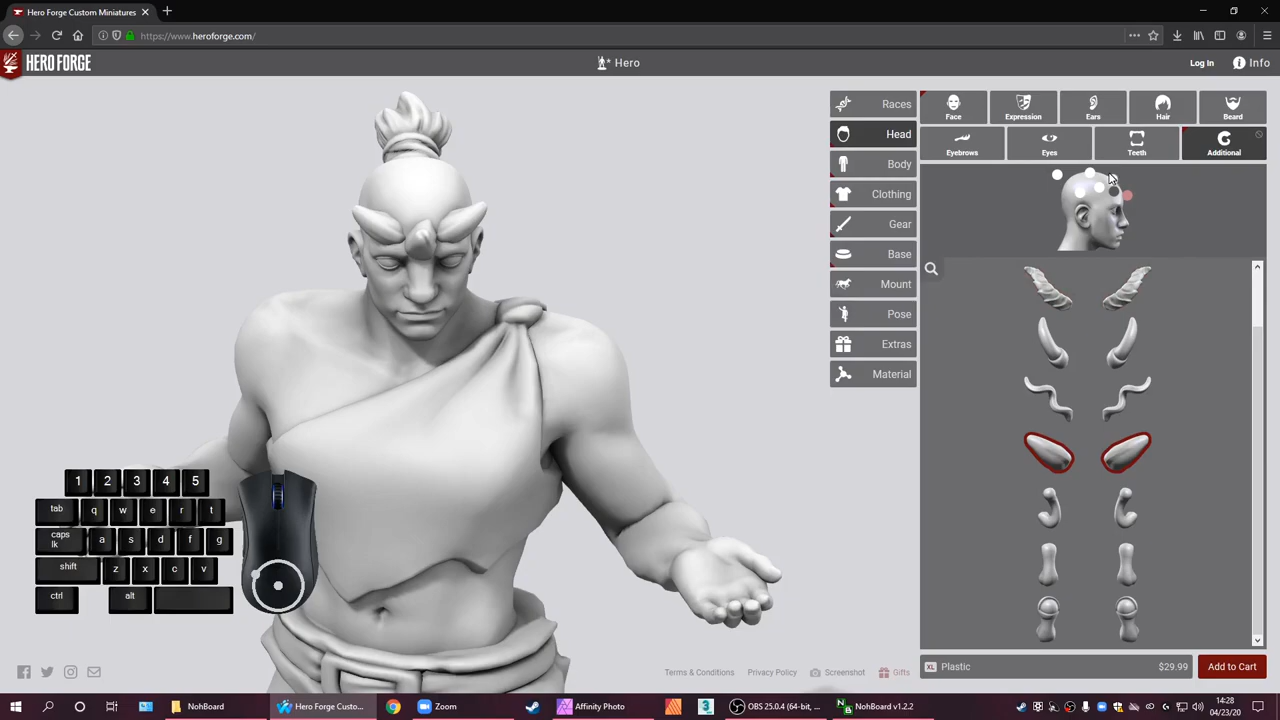 Hero Forge Custom Miniatures
https://www.heroforge.com/
HERO FORGE
* Hero
Log In
Info
Races
Head
Body
Clothing
Gear
Base
Mount
Pose
Extras
Material
Face
Expression
Ears
Hair
Beard
Eyebrows
Eyes
Teeth
Additional
1 2 3 4 5
tab q w e r t
caps lk a s d f g
shift z x c v
ctrl alt
Terms & Conditions
Privacy Policy
Screenshot
Gifts
XL Plastic $29.99
Add to Cart
NohBoard
Hero Forge Custo...
Zoom
Affinity Photo
3
OBS 25.0.4 (64-bit, ...
NohBoard v1.2.2
14:28
04/23/20